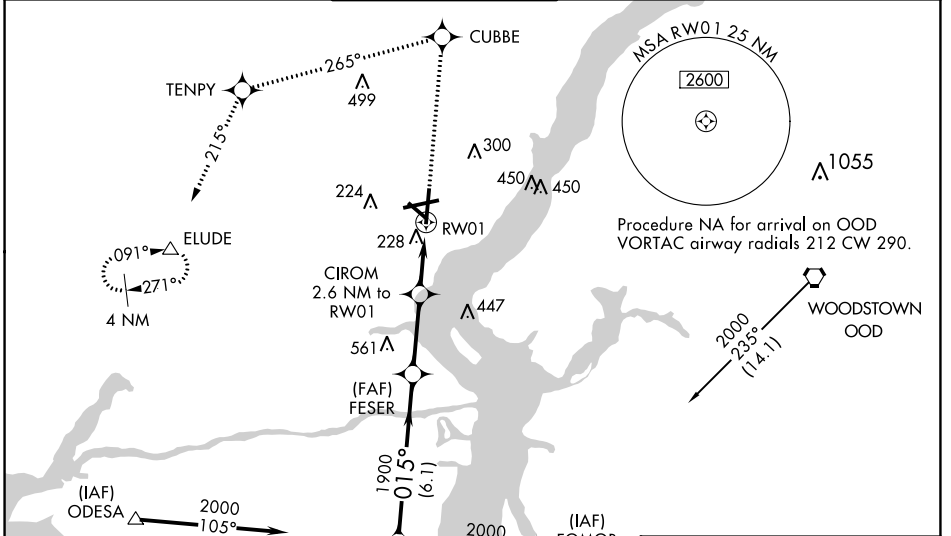 CUBBE
MSA RW01 25 NM
2600
TENPY
265°
499
215°
300
450
450
1055
224
RW01
228
Procedure NA for arrival on OOD
VORTAC airway radials 212 CW 290.
ELUDE
091°
271°
4 NM
CIROM
2.6 NM to
RW01
447
WOODSTOWN
OOD
2000
235°
(14.1)
561
(FAF)
FESER
1900
015°
(6.1)
(IAF)
ODESA
2000
105°
2000
(IAF)